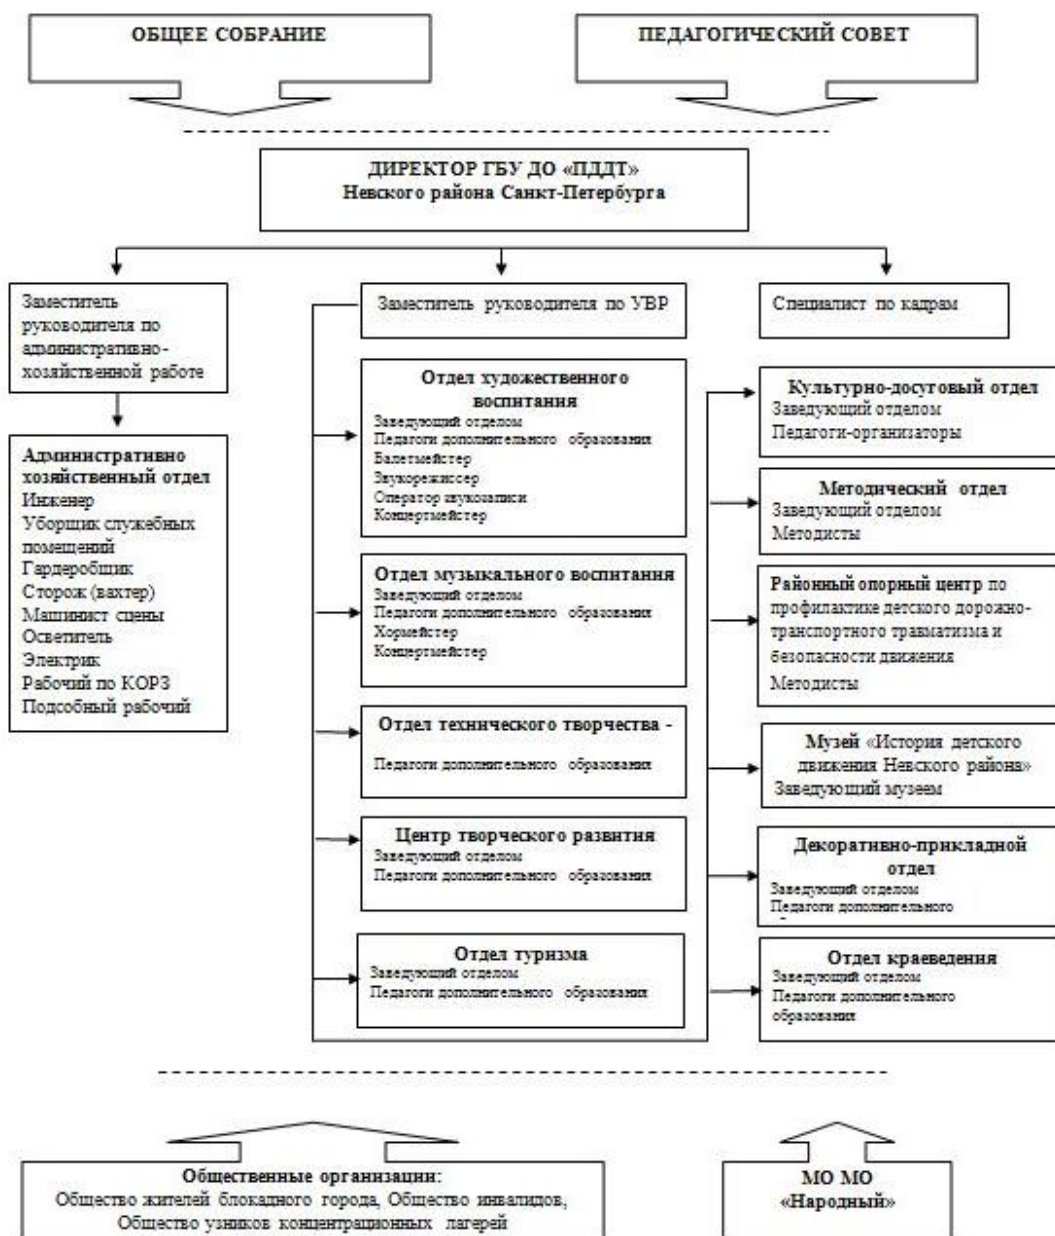 ОБЩЕЕ СОБРАНИЕ
ПЕДАГОГИЧЕСКИЙ СОВЕТ
ДИРЕКТОР ГБУ ДО «ПДДТ»
Невского района Санкт-Петербурга
Заместитель
руководителя по
административно-
хозяйственной работе
Заместитель руководителя по УВР
Специалист по кадрам
Административно
хозяйственный отдел
Инженер
Уборщик служебных
помещений
Гардеробщик
Сторож (вахтер)
Машинист сцены
Осветитель
Электрик
Рабочий по КОРЗ
Подсобный рабочий
Отдел художественного
воспитания
Заведующий отделом
Педагоги дополнительного образования
Балетмейстер
Звукорежиссер
Оператор звукозаписи
Концертмейстер
Отдел музыкального воспитания
Заведующий отделом
Педагоги дополнительного образования
Хормейстер
Концертмейстер
Отдел технического творчества -
Педагоги дополнительного образования
Центр творческого развития
Заведующий отделом
Педагоги дополнительного образования
Отдел туризма
Заведующий отделом
Педагоги дополнительного образования
Культурно-досуговый отдел
Заведующий отделом
Педагоги-организаторы
Методический отдел
Заведующий отделом
Методисты
Районный опорный центр по
профилактике детского дорожно-
транспортного травматизма и
безопасности движения
Методисты
Музей «История детского
движения Невского района»
Заведующий музеем
Декоративно-прикладной
отдел
Заведующий отделом
Педагоги дополнительного
Отдел краеведения
Заведующий отделом
Педагоги дополнительного
образования
Общественные организации:
Общество жителей блокадного города, Общество инвалидов,
Общество узников концентрационных лагерей
МО МО
«Народный»